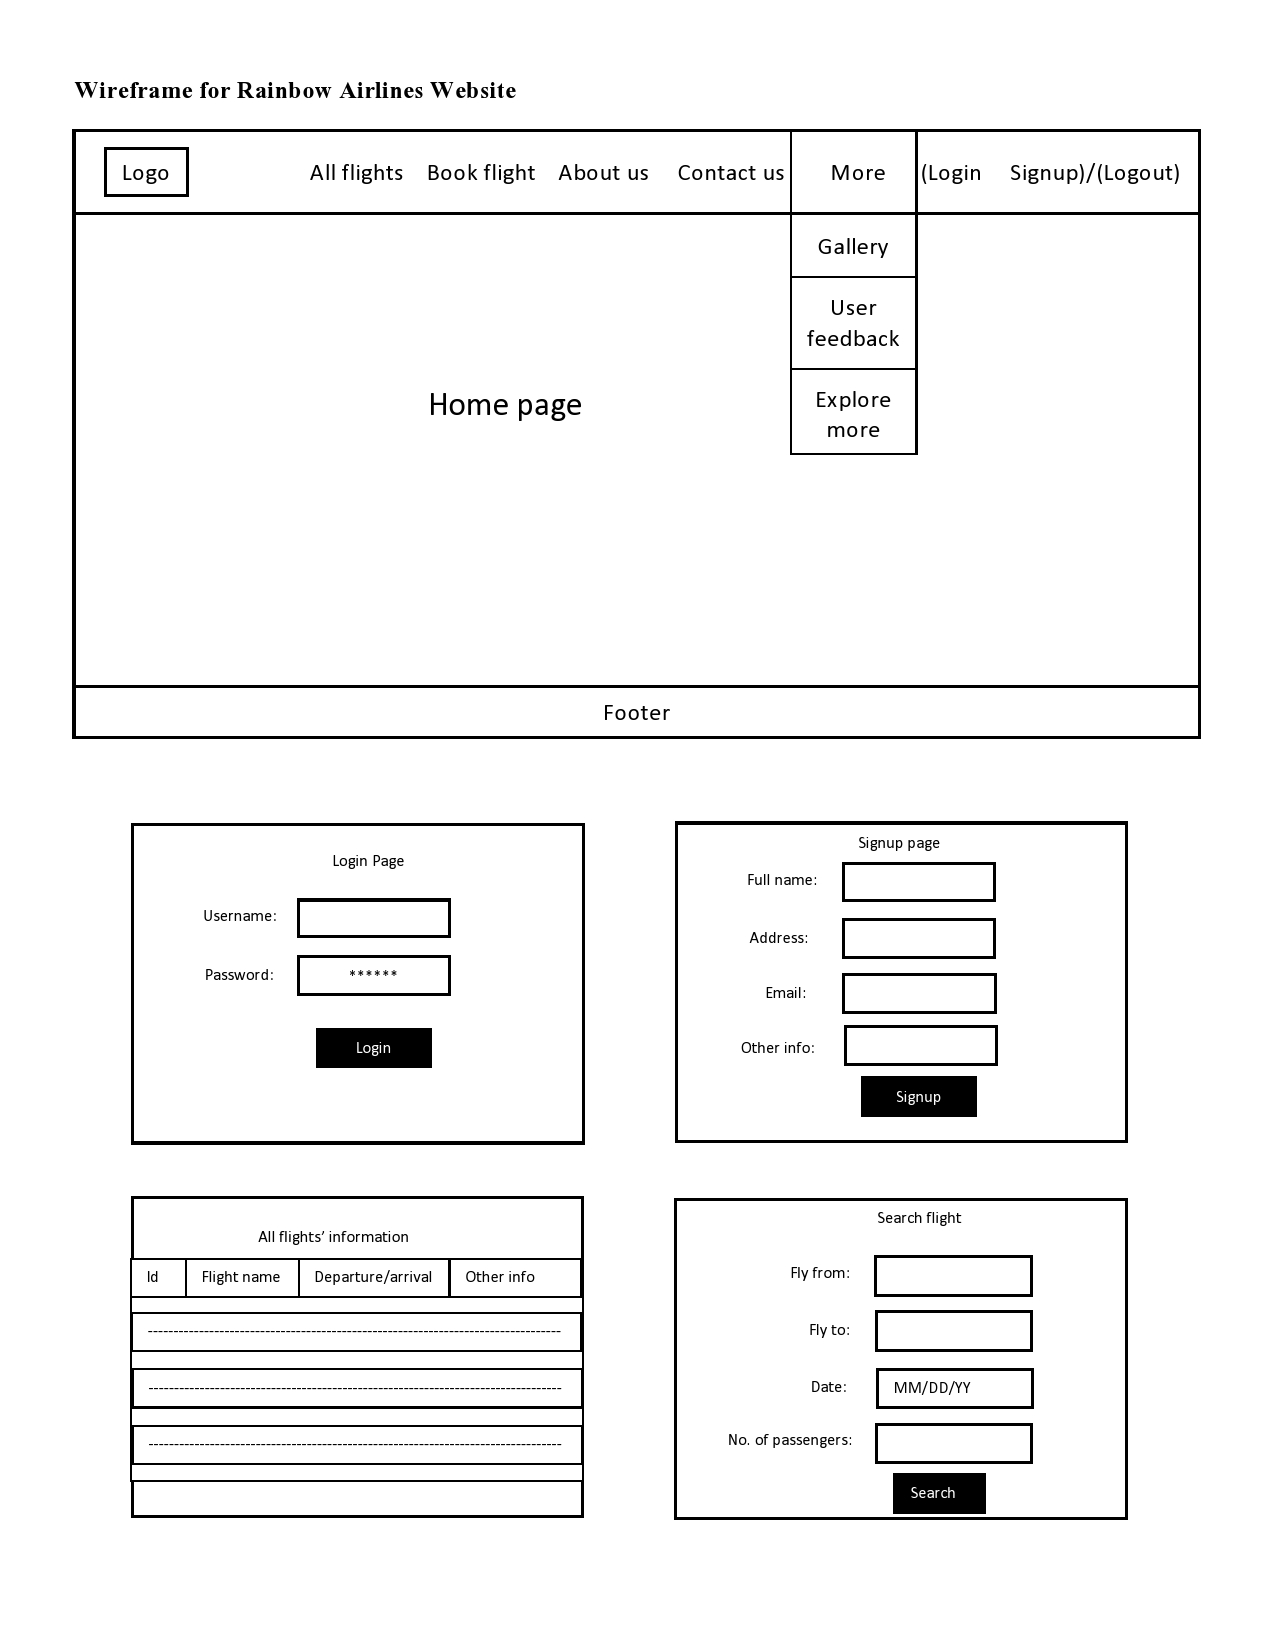 Wireframe for Rainbow Airlines Website
Logo All flights Book flight About us Contact us More (Login Signup)/(Logout)
Gallery
User
feedback
Explore
more
Home page
Footer
Login Page
Username:
Password: ******
Login
Signup page
Full name:
Address:
Email:
Other info:
Signup
All flights’ information
Id Flight name Departure/arrival Other info
--------------------------------------------------------------------------------
--------------------------------------------------------------------------------
--------------------------------------------------------------------------------
Search flight
Fly from:
Fly to:
Date: MM/DD/YY
No. of passengers:
Search